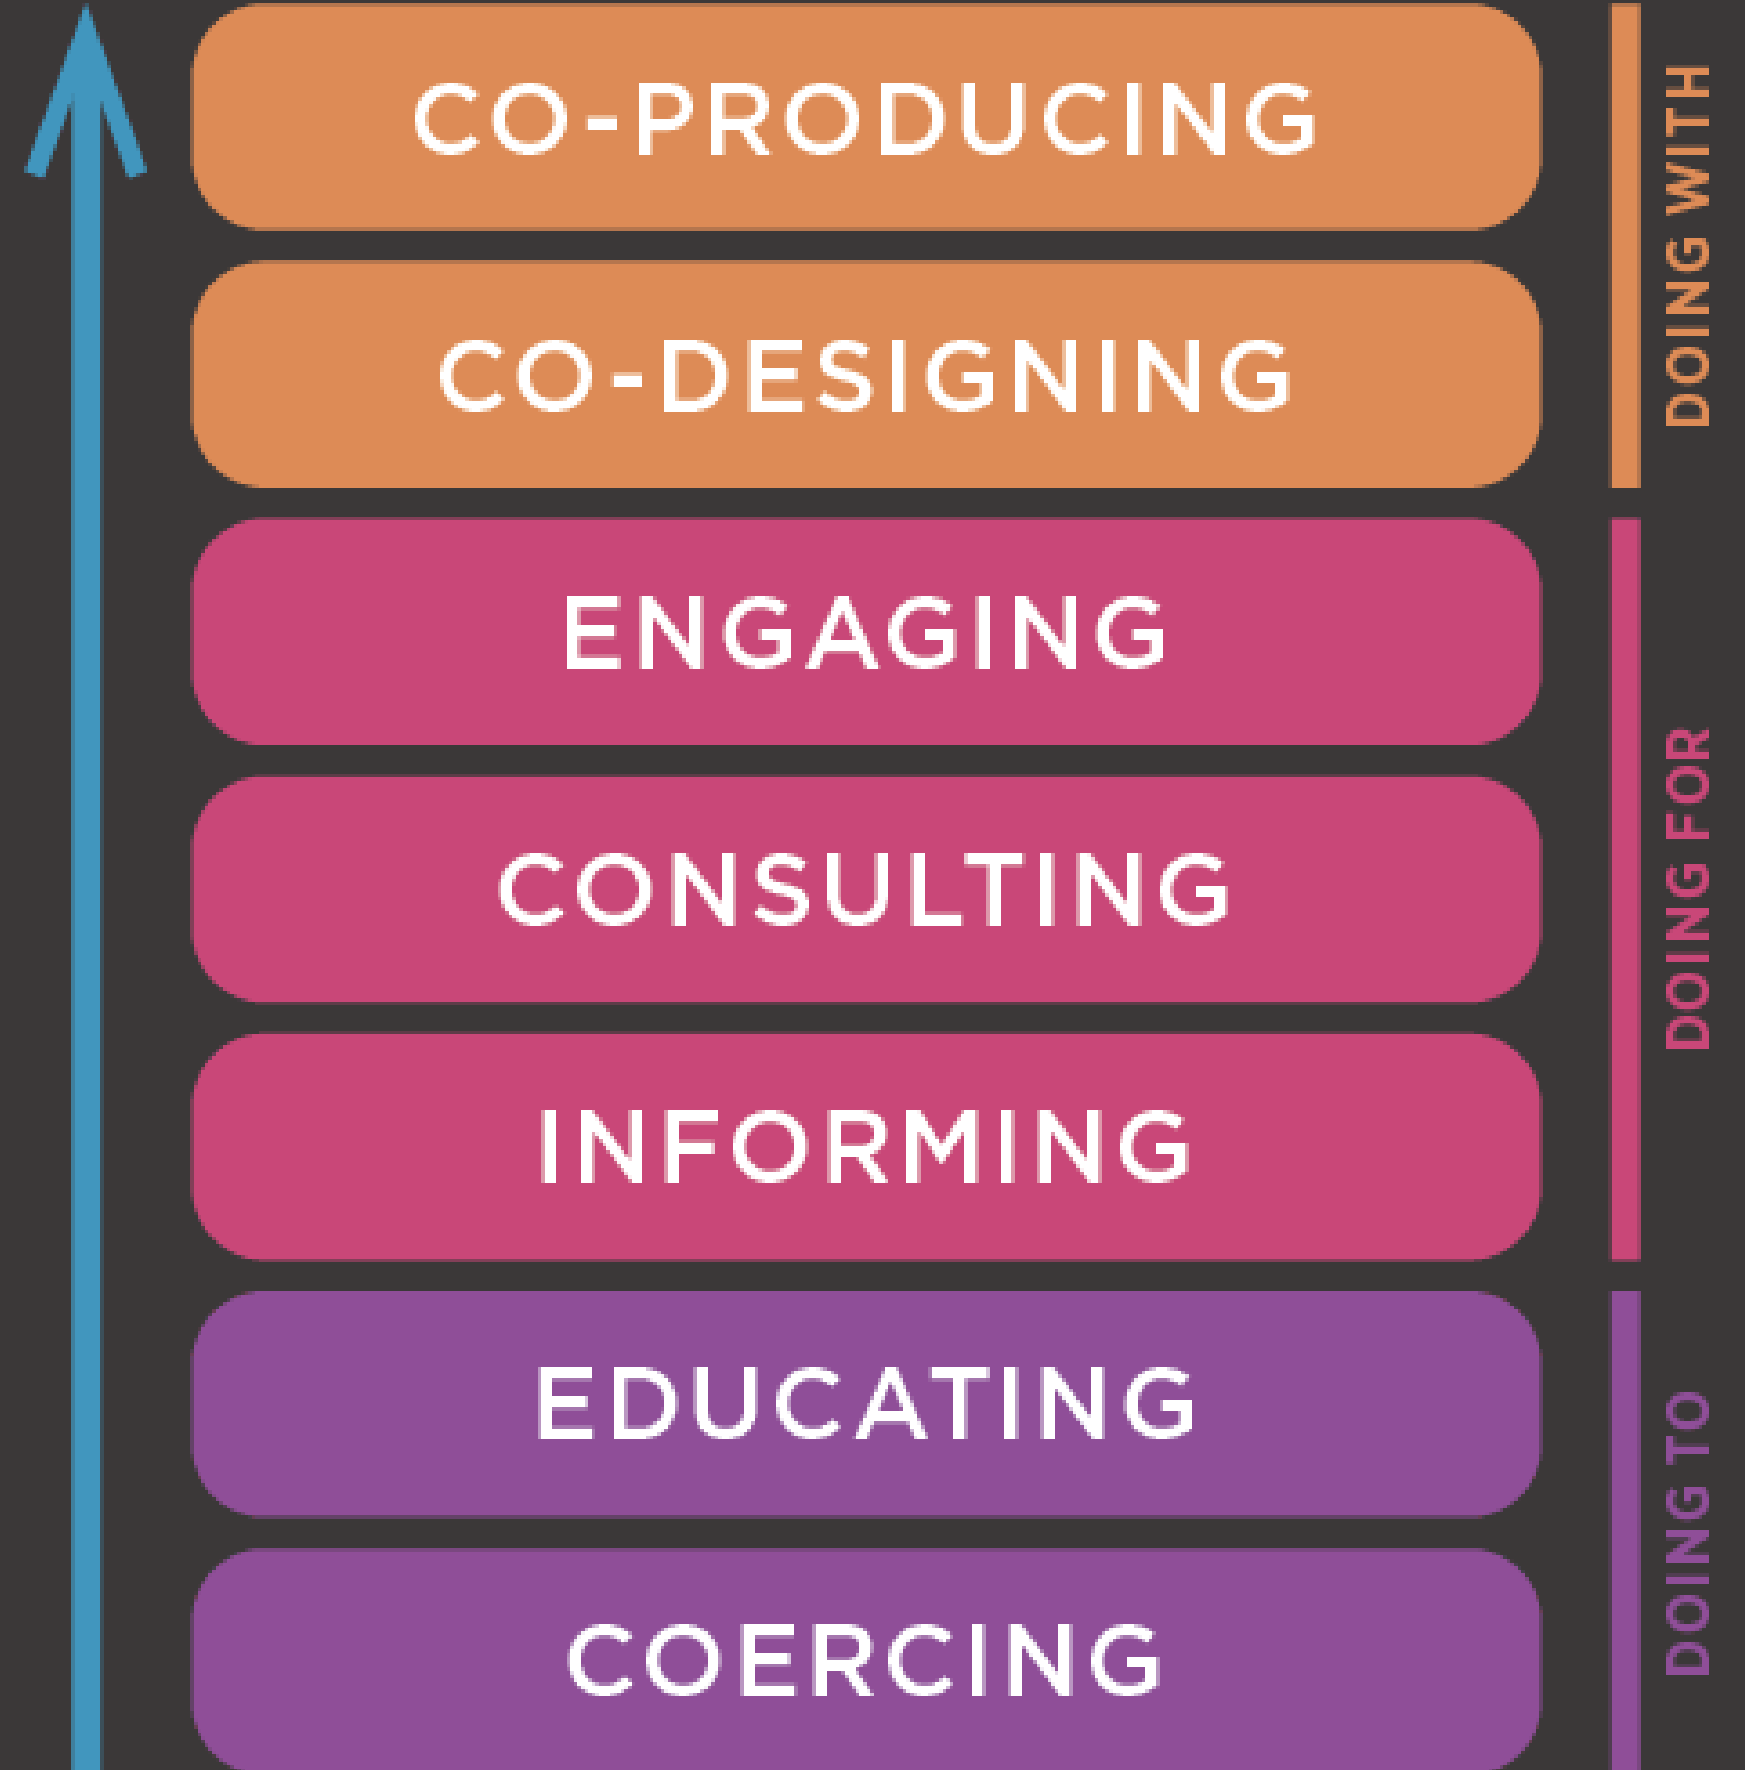 CO-PRODUCING
CO-DESIGNING
DOING WITH
ENGAGING
CONSULTING
INFORMING
DOING FOR
EDUCATING
COERCING
DOING TO